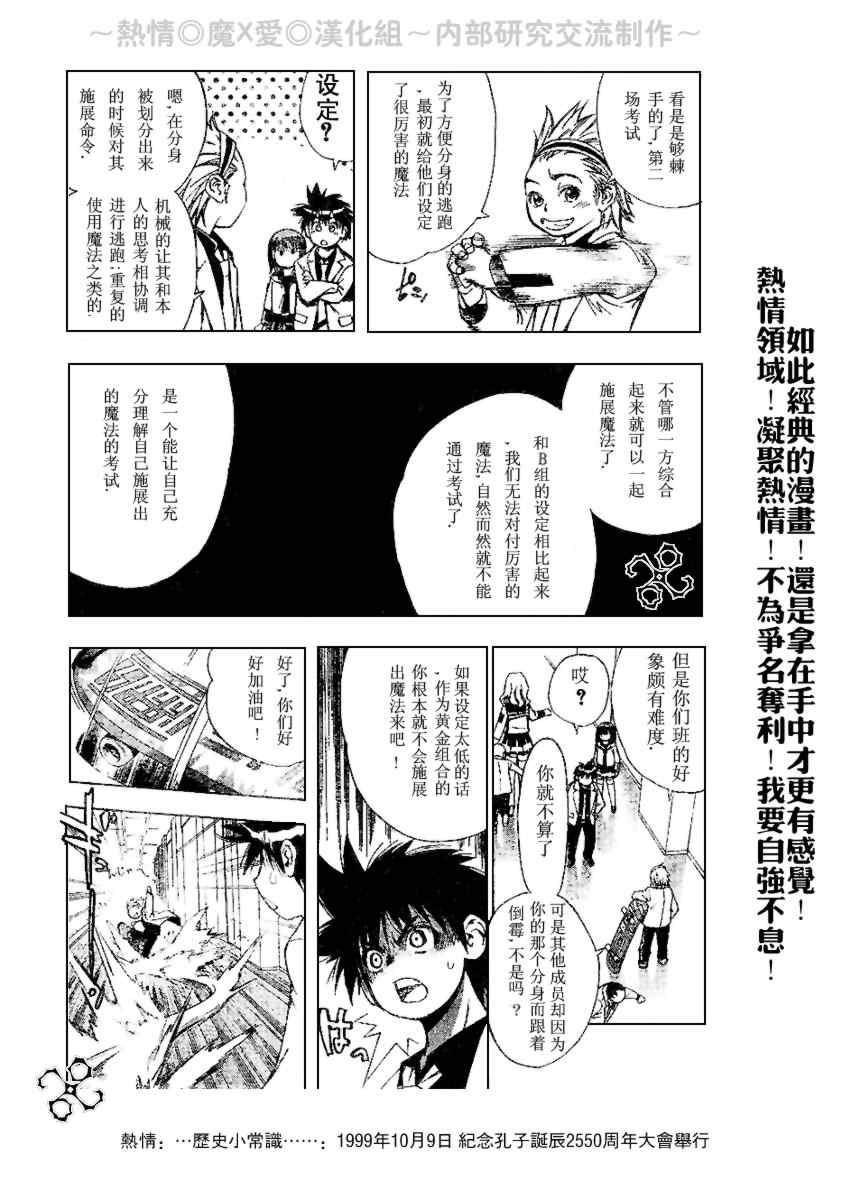 ～熱情◎魔X愛◎漢化組～内部研究交流制作～
看是是够棘
手的了,第二
场考试
为了方便分身的逃跑
,最初就给他们设定
了很厉害的魔法
ピシ
设定?
嗯,在分身
被划分出来
的时候对其
施展命令.
机械的让其和本
人的思考相协调
进行逃跑;重复的
使用魔法之类的.
不管哪一方综合
起来就可以一起
施展魔法了.
和B组的设定相比起来
,我们无法对付厉害的
魔法,自然而然就不能
通过考试了.
是一个能让自己充
分理解自己施展出
的魔法的考试.
但是你们班的好
象颇有难度.
哎?
你就不算了
可是其他成员却因为
你的那个分身而跟着
倒霉,不是吗?
如果设定太低的话
,作为黄金组合的
你根本就不会施展
出魔法来吧!
はっ
好了,你们好
好加油吧!
如此經典的漫畫!還是拿在手中才更有感覺!
熱情領域!凝聚熱情!不為爭名奪利!我要自強不息!
熱情：…歷史小常識……：1999年10月9日 紀念孔子誕辰2550周年大會舉行